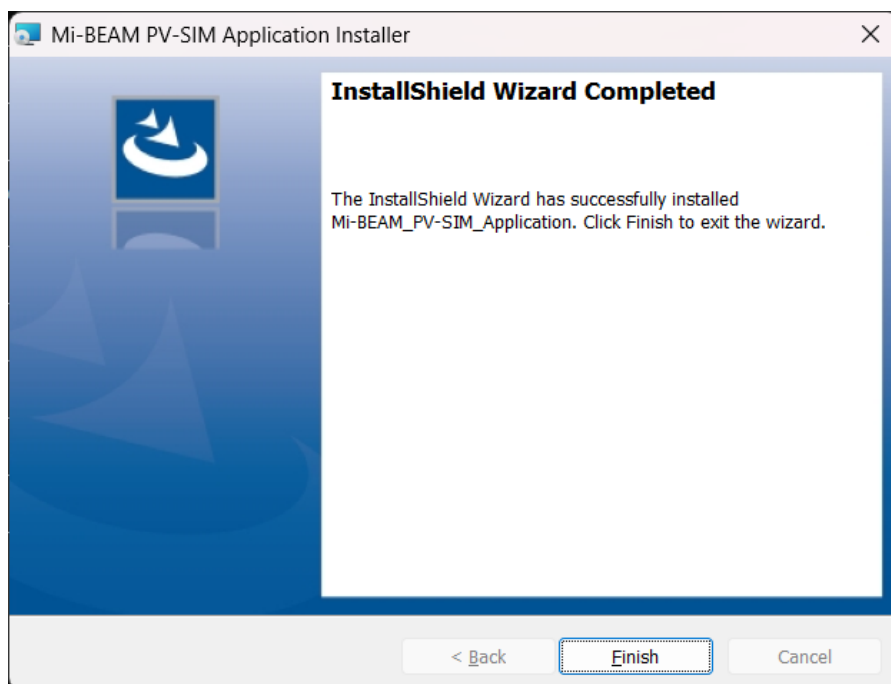 Mi-BEAM PV-SIM Application Installer
InstallShield Wizard Completed
The InstallShield Wizard has successfully installed
Mi-BEAM_PV-SIM_Application. Click Finish to exit the wizard.
< Back
Finish
Cancel